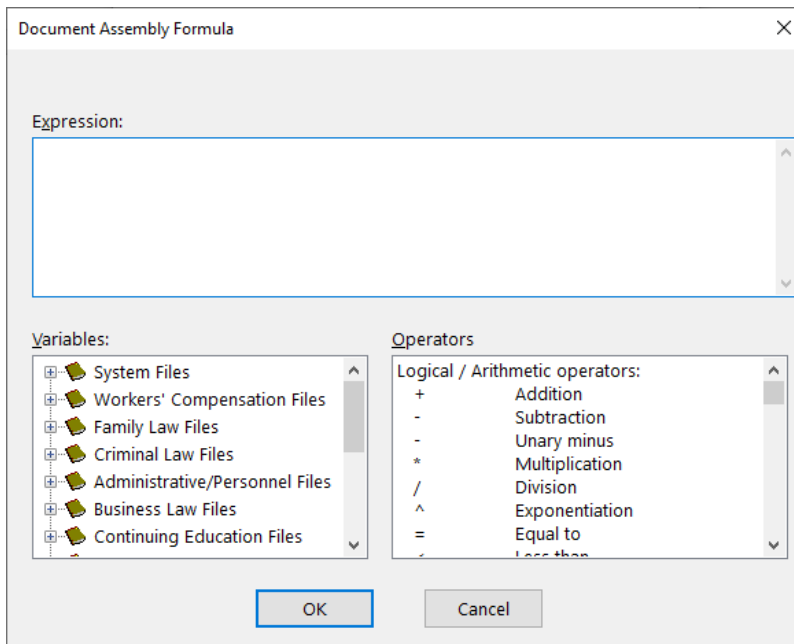 Document Assembly Formula
Expression:
Variables:
System Files
Workers' Compensation Files
Family Law Files
Criminal Law Files
Administrative/Personnel Files
Business Law Files
Continuing Education Files
Operators
Logical / Arithmetic operators:
+ Addition
- Subtraction
- Unary minus
* Multiplication
/ Division
^ Exponentiation
= Equal to
< Less than
OK
Cancel